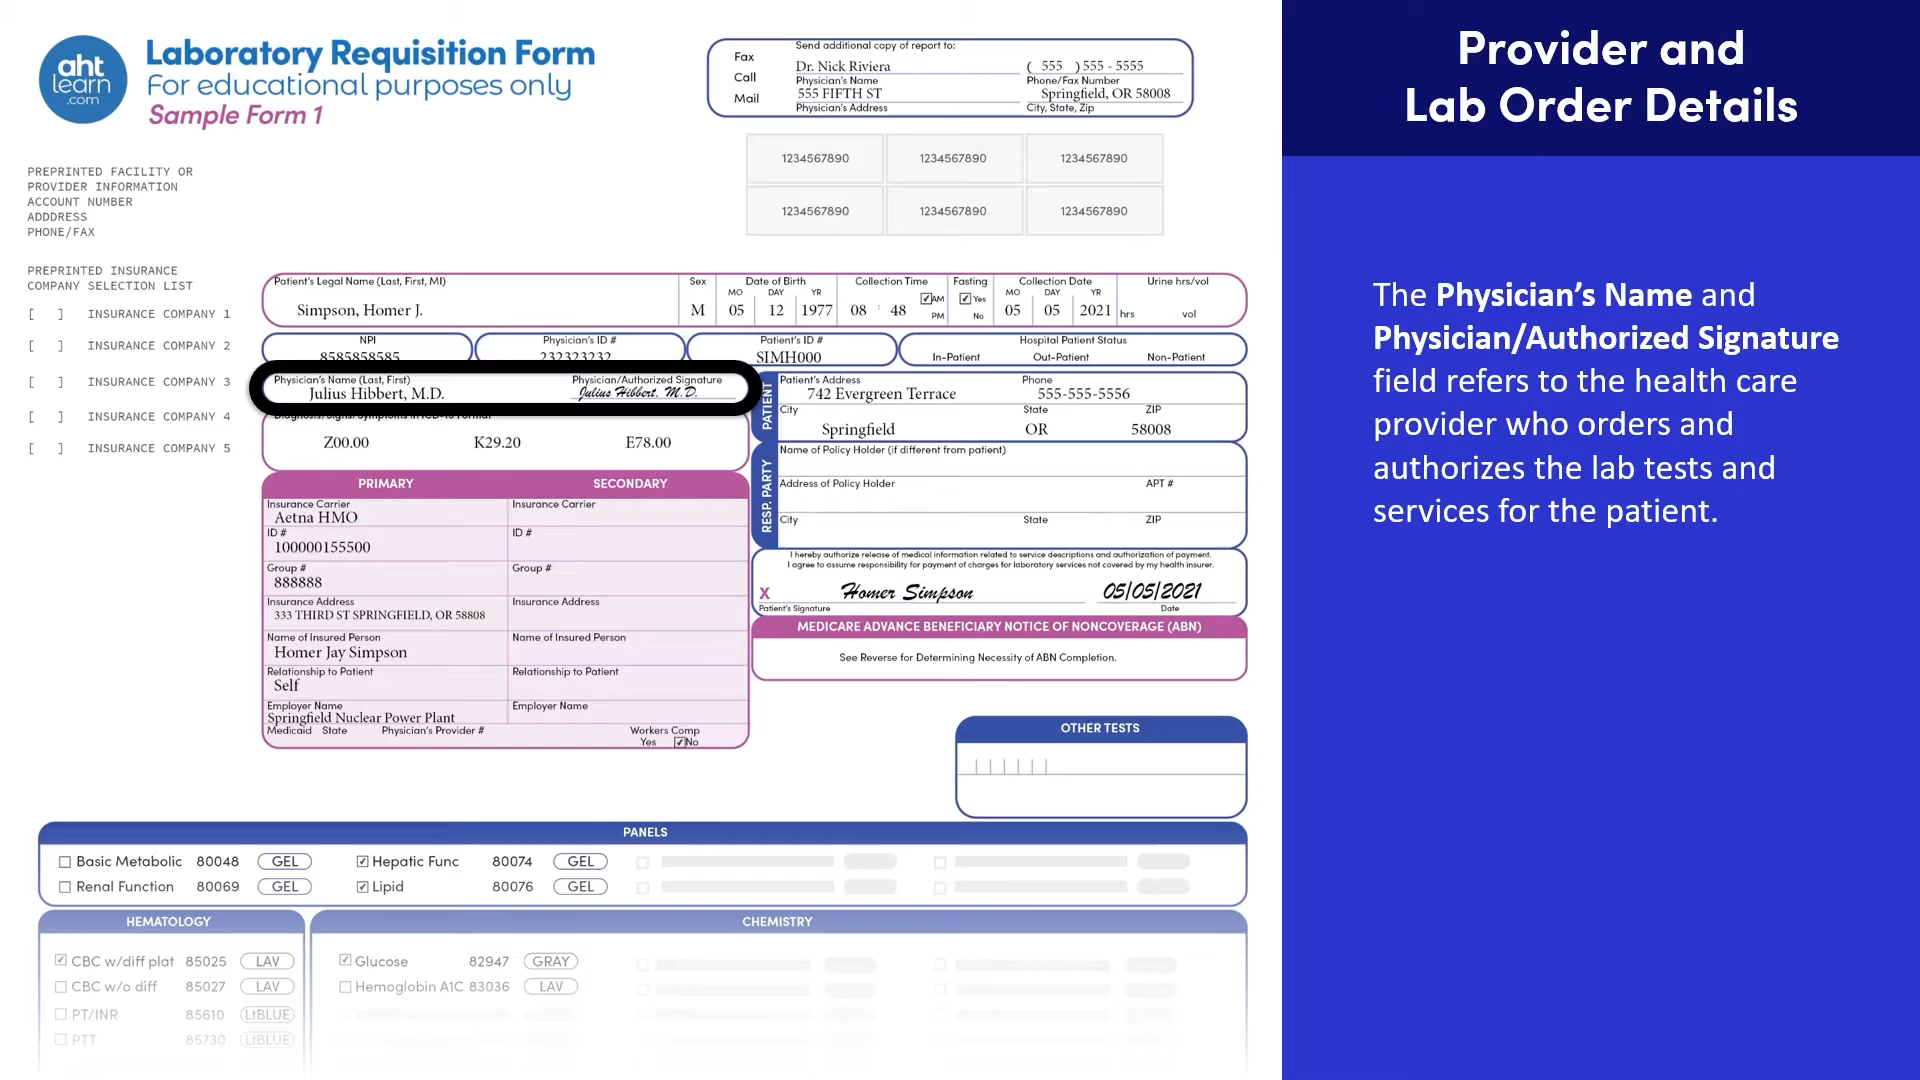 aht
learn
.com
Laboratory Requisition Form
For educational purposes only
Sample Form 1
Fax
Call
Mail
Send additional copy of report to:
Dr. Nick Riviera ( 555 ) 555 - 5555
Physician's Name Phone/Fax Number
555 FIFTH ST Springfield, OR 58008
Physician's Address City, State, Zip
1234567890 1234567890 1234567890
1234567890 1234567890 1234567890
PREPRINTED FACILITY OR
PROVIDER INFORMATION
ACCOUNT NUMBER
ADDDRESS
PHONE/FAX
PREPRINTED INSURANCE
COMPANY SELECTION LIST
[ ] INSURANCE COMPANY 1
[ ] INSURANCE COMPANY 2
[ ] INSURANCE COMPANY 3
[ ] INSURANCE COMPANY 4
[ ] INSURANCE COMPANY 5
Patient's Legal Name (Last, First, MI) Sex Date of Birth Collection Time Fasting Collection Date Urine hrs/vol
MO DAY YR AM Yes MO DAY YR
Simpson, Homer J. M 05 12 1977 08 : 48 PM No 05 05 2021 hrs vol
NPI Physician's ID # Patient's ID # Hospital Patient Status
8585858585 232323232 SIMH000 In-Patient Out-Patient Non-Patient
Physician's Name (Last, First) Physician/Authorized Signature
Julius Hibbert, M.D. Julius Hibbert, M.D.
Diagnosis/Signs/Symptoms in ICD-10 Format
Z00.00 K29.20 E78.00
PATIENT
Patient's Address Phone
742 Evergreen Terrace 555-555-5556
City State ZIP
Springfield OR 58008
RESP. PARTY
Name of Policy Holder (if different from patient)
Address of Policy Holder APT #
City State ZIP
PRIMARY SECONDARY
Insurance Carrier Insurance Carrier
Aetna HMO
ID # ID #
100000155500
Group # Group #
888888
Insurance Address Insurance Address
333 THIRD ST SPRINGFIELD, OR 58808
Name of Insured Person Name of Insured Person
Homer Jay Simpson
Relationship to Patient Relationship to Patient
Self
Employer Name Employer Name
Springfield Nuclear Power Plant
Medicaid State Physician's Provider # Workers Comp
Yes No
I hereby authorize release of medical information related to service descriptions and authorization of payment.
I agree to assume responsibility for payment of charges for laboratory services not covered by my health insurer.
X Homer Simpson 05/05/2021
Patient's Signature Date
MEDICARE ADVANCE BENEFICIARY NOTICE OF NONCOVERAGE (ABN)
See Reverse for Determining Necessity of ABN Completion.
OTHER TESTS
PANELS
Basic Metabolic 80048 GEL Hepatic Func 80074 GEL
Renal Function 80069 GEL Lipid 80076 GEL
HEMATOLOGY
CBC w/diff plat 85025 LAV
CBC w/o diff 85027 LAV
PT/INR 85610 LtBLUE
PTT 85730 LtBLUE
CHEMISTRY
Glucose 82947 GRAY
Hemoglobin A1C 83036 LAV
Provider and
Lab Order Details
The Physician's Name and
Physician/Authorized Signature
field refers to the health care
provider who orders and
authorizes the lab tests and
services for the patient.